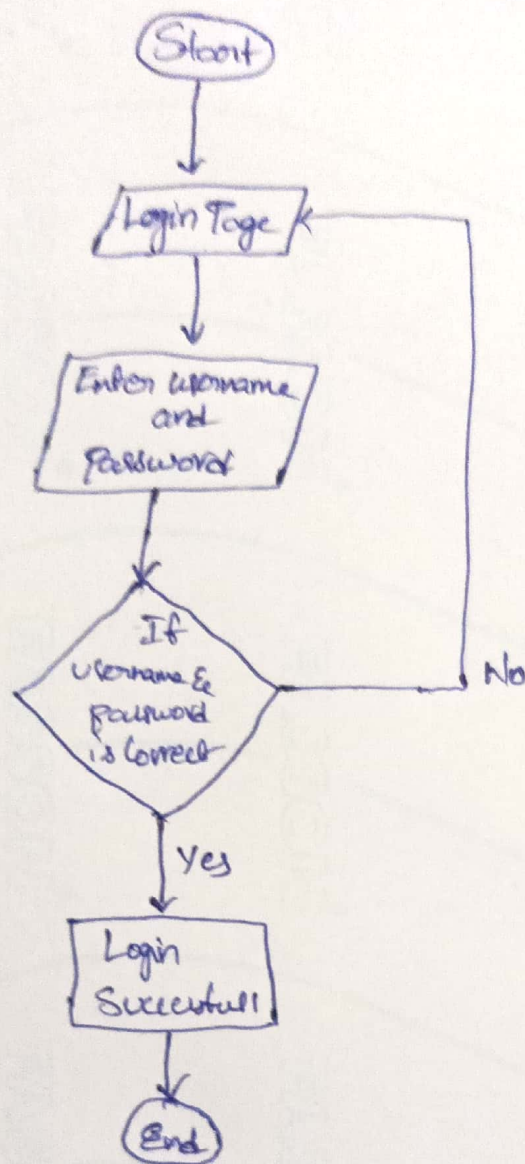 Start
Login Page
Enter username
and
password
If
username &
password
is Correct
No
Yes
Login
Successfull
End